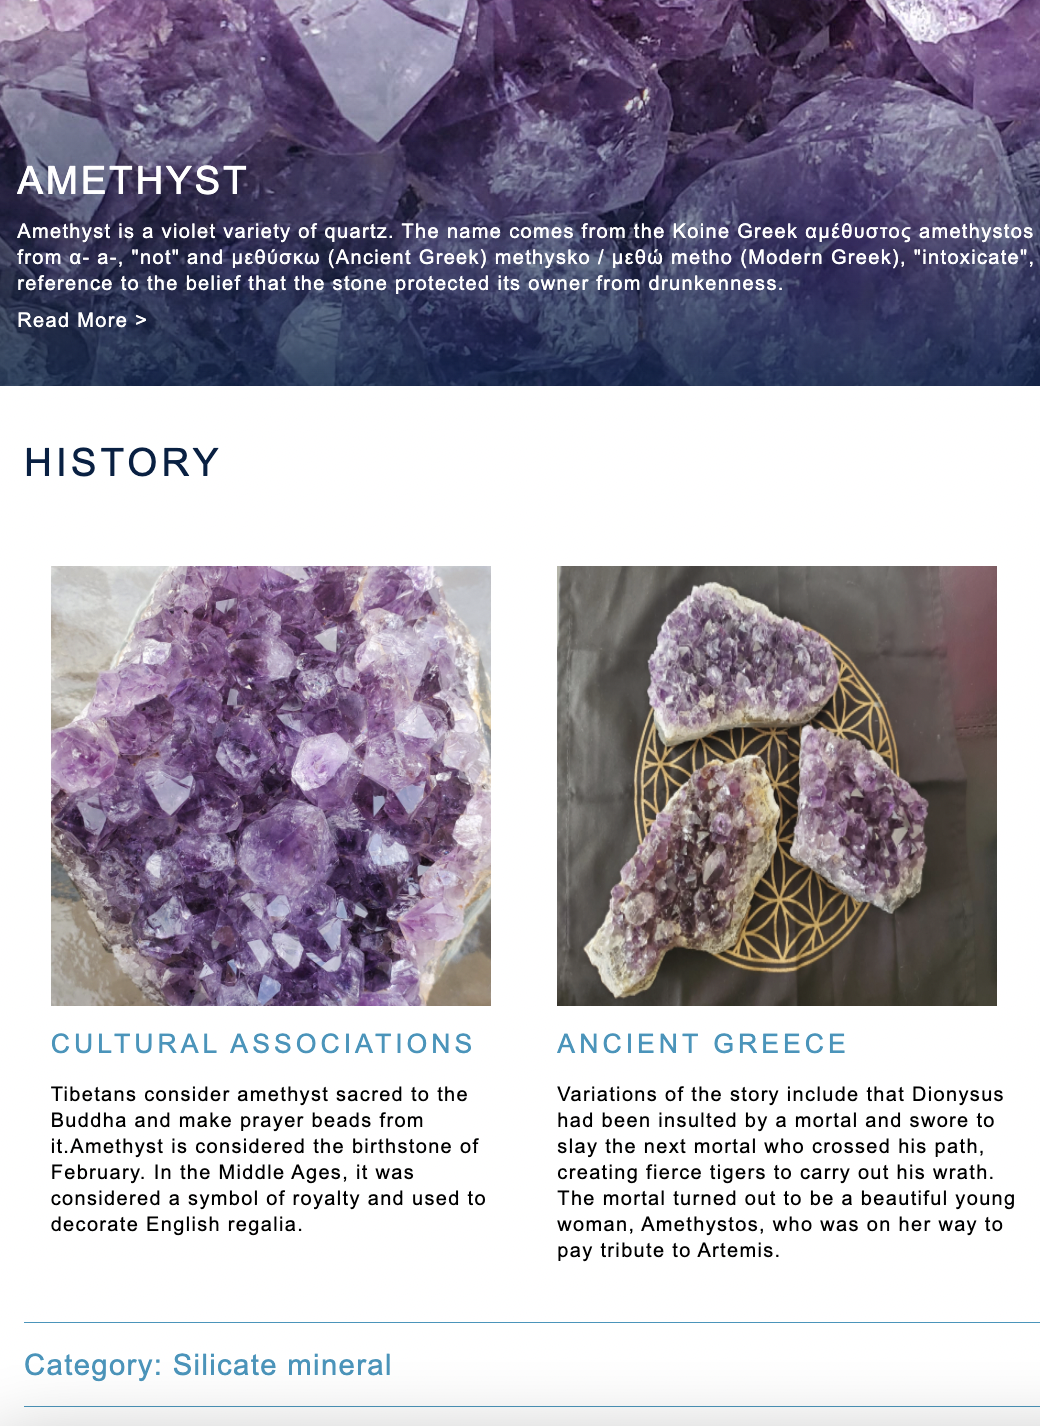 AMETHYST
Amethyst is a violet variety of quartz. The name comes from the Koine Greek αμέθυστος amethystos
from α- a-, "not" and μεθύσκω (Ancient Greek) methysko / μεθώ metho (Modern Greek), "intoxicate",
reference to the belief that the stone protected its owner from drunkenness.
Read More >
HISTORY
CULTURAL ASSOCIATIONS
Tibetans consider amethyst sacred to the
Buddha and make prayer beads from
it.Amethyst is considered the birthstone of
February. In the Middle Ages, it was
considered a symbol of royalty and used to
decorate English regalia.
ANCIENT GREECE
Variations of the story include that Dionysus
had been insulted by a mortal and swore to
slay the next mortal who crossed his path,
creating fierce tigers to carry out his wrath.
The mortal turned out to be a beautiful young
woman, Amethystos, who was on her way to
pay tribute to Artemis.
Category: Silicate mineral